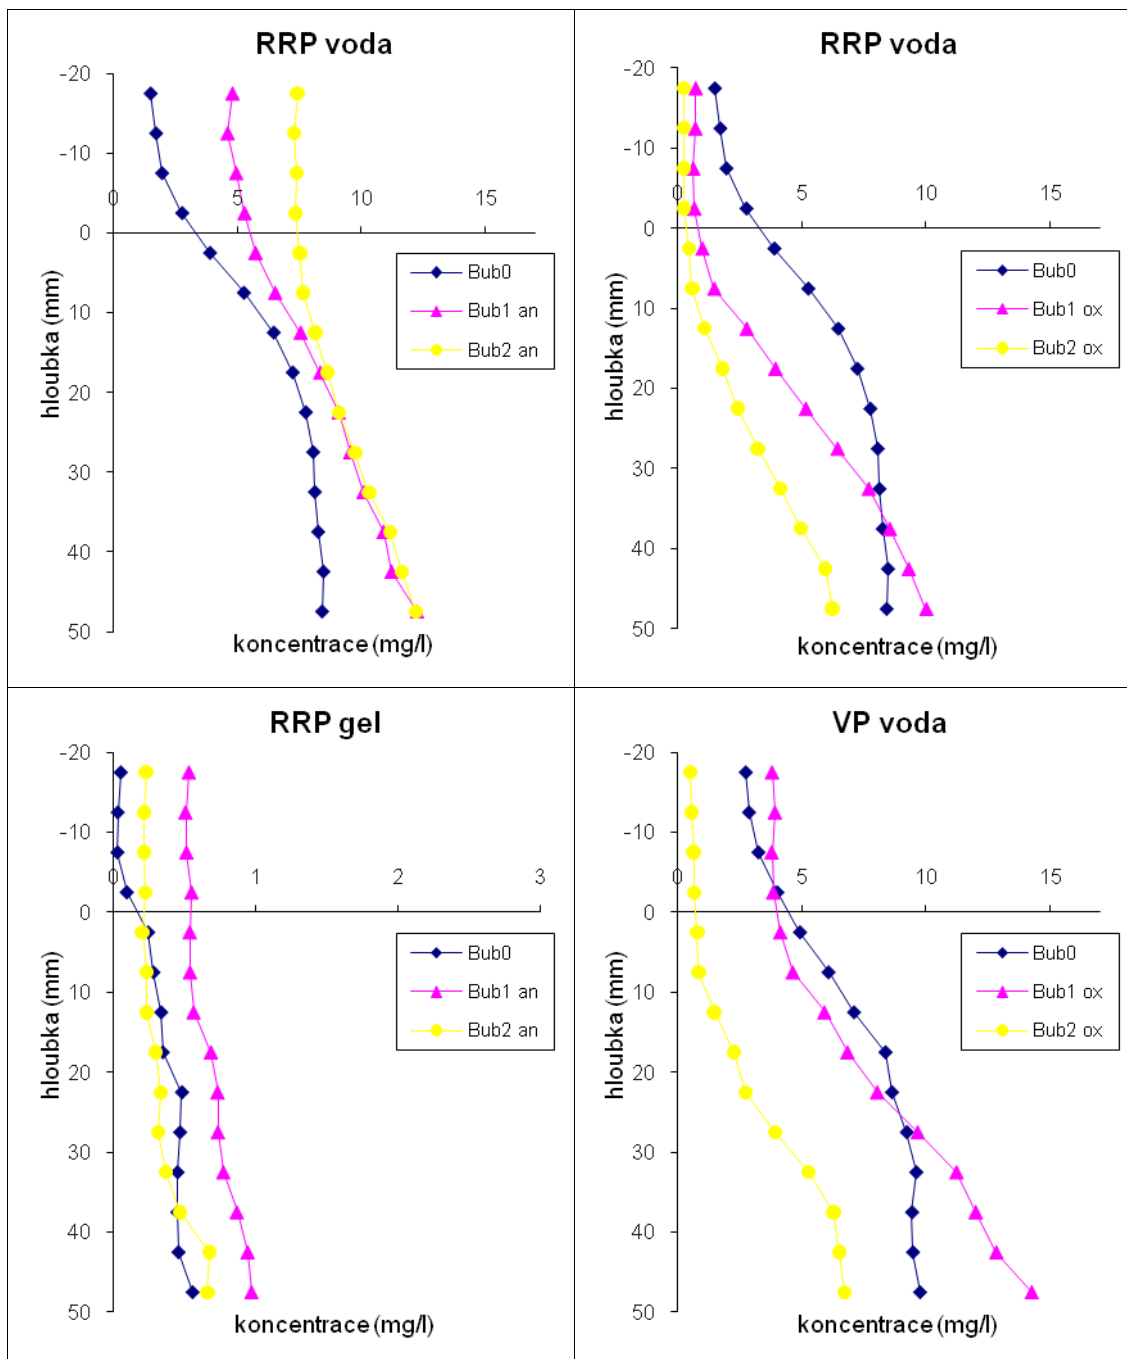 RRP voda
-20
-10
0 5 10 15
0
10
20
30
40
50
hloubka (mm)
Bub0
Bub1 an
Bub2 an
koncentrace (mg/l)
RRP voda
-20
-10
0 5 10 15
0
10
20
30
40
50
hloubka (mm)
Bub0
Bub1 ox
Bub2 ox
koncentrace (mg/l)
RRP gel
-20
-10
0 1 2 3
0
10
20
30
40
50
hloubka (mm)
Bub0
Bub1 an
Bub2 an
koncentrace (mg/l)
VP voda
-20
-10
0 5 10 15
0
10
20
30
40
50
hloubka (mm)
Bub0
Bub1 ox
Bub2 ox
koncentrace (mg/l)